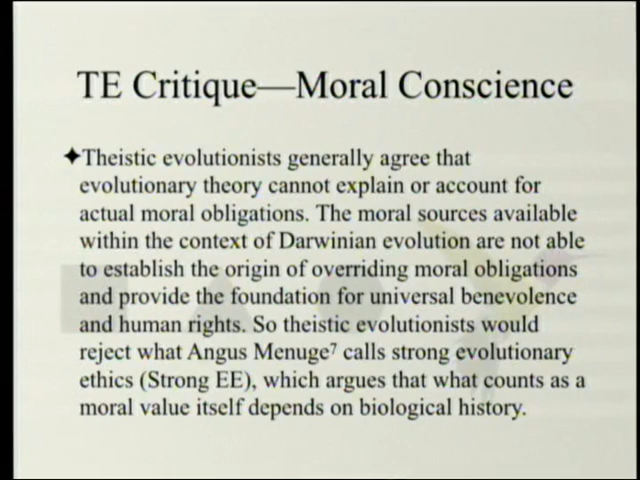 TE Critique—Moral Conscience
✦Theistic evolutionists generally agree that
evolutionary theory cannot explain or account for
actual moral obligations. The moral sources available
within the context of Darwinian evolution are not able
to establish the origin of overriding moral obligations
and provide the foundation for universal benevolence
and human rights. So theistic evolutionists would
reject what Angus Menuge⁷ calls strong evolutionary
ethics (Strong EE), which argues that what counts as a
moral value itself depends on biological history.